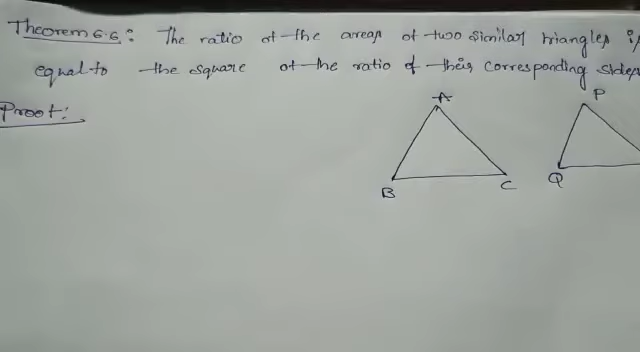 Theorem 6.6: The ratio of the areas of two similar triangles is
equal to the square of the ratio of their corresponding sides
Proof:
A
P
B
C
Q